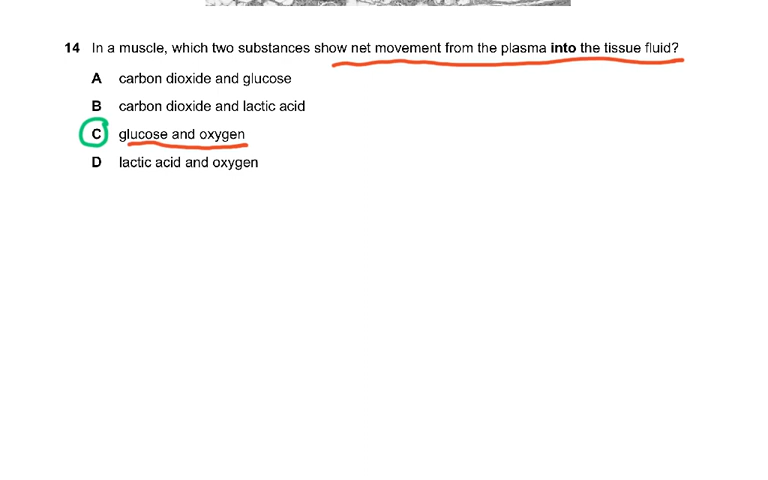 14 In a muscle, which two substances show net movement from the plasma into the tissue fluid?
A carbon dioxide and glucose
B carbon dioxide and lactic acid
C glucose and oxygen
D lactic acid and oxygen